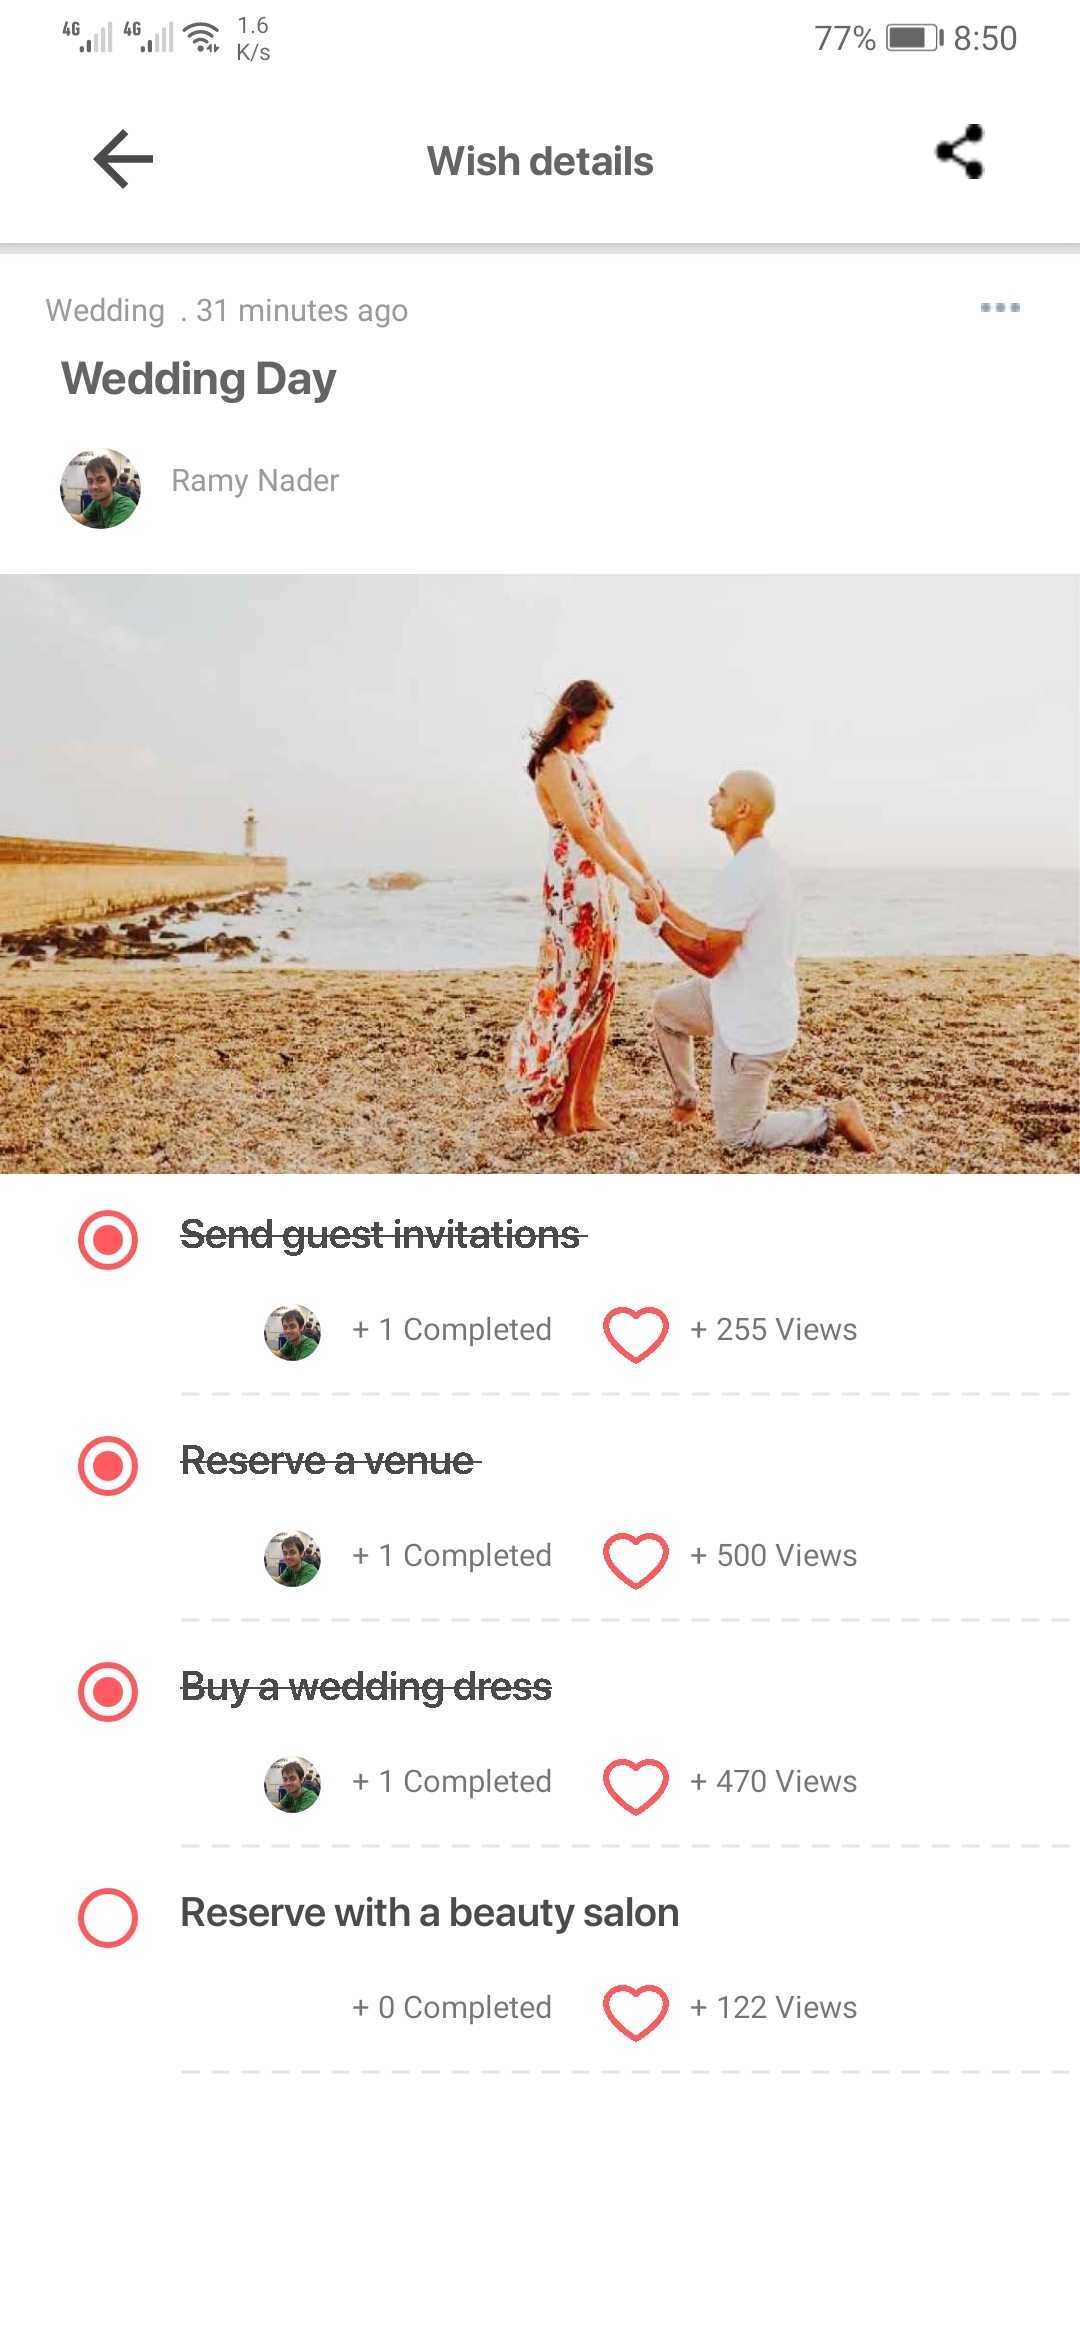 4G 4G 1.6 K/s 77% 8:50
Wish details
Wedding . 31 minutes ago
Wedding Day
Ramy Nader
Send guest invitations
+ 1 Completed + 255 Views
Reserve a venue
+ 1 Completed + 500 Views
Buy a wedding dress
+ 1 Completed + 470 Views
Reserve with a beauty salon
+ 0 Completed + 122 Views